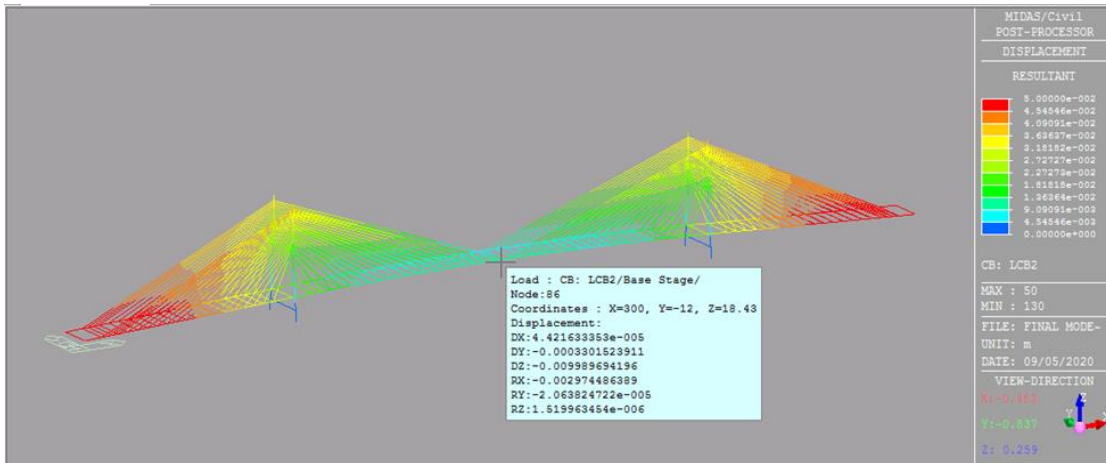 MIDAS/Civil
POST-PROCESSOR
DISPLACEMENT
RESULTANT
5.00000e-002
4.54546e-002
4.09091e-002
3.63637e-002
3.18182e-002
2.72727e-002
2.27273e-002
1.81818e-002
1.36364e-002
9.09091e-003
4.54546e-003
0.00000e+000
CB: LCB2
MAX : 50
MIN : 130
FILE: FINAL MODE~
UNIT: m
DATE: 09/05/2020
VIEW-DIRECTION
Y:-0.837
Z: 0.259
Z
Load : CB: LCB2/Base Stage/
Node:86
Coordinates : X=300, Y=-12, Z=18.43
Displacement:
DX:4.421633353e-005
DY:-0.0003301523911
DZ:-0.009989694196
RX:-0.002974486389
RY:-2.063824722e-005
RZ:1.519963454e-006